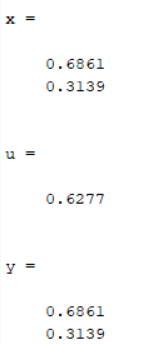 x =
0.6861
0.3139
u =
0.6277
y =
0.6861
0.3139